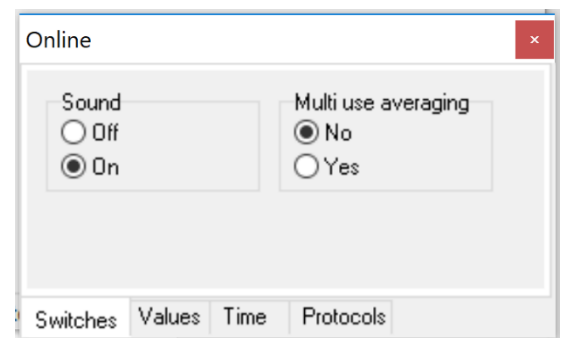 Online
Sound
Off
On
Multi use averaging
No
Yes
Switches Values Time Protocols